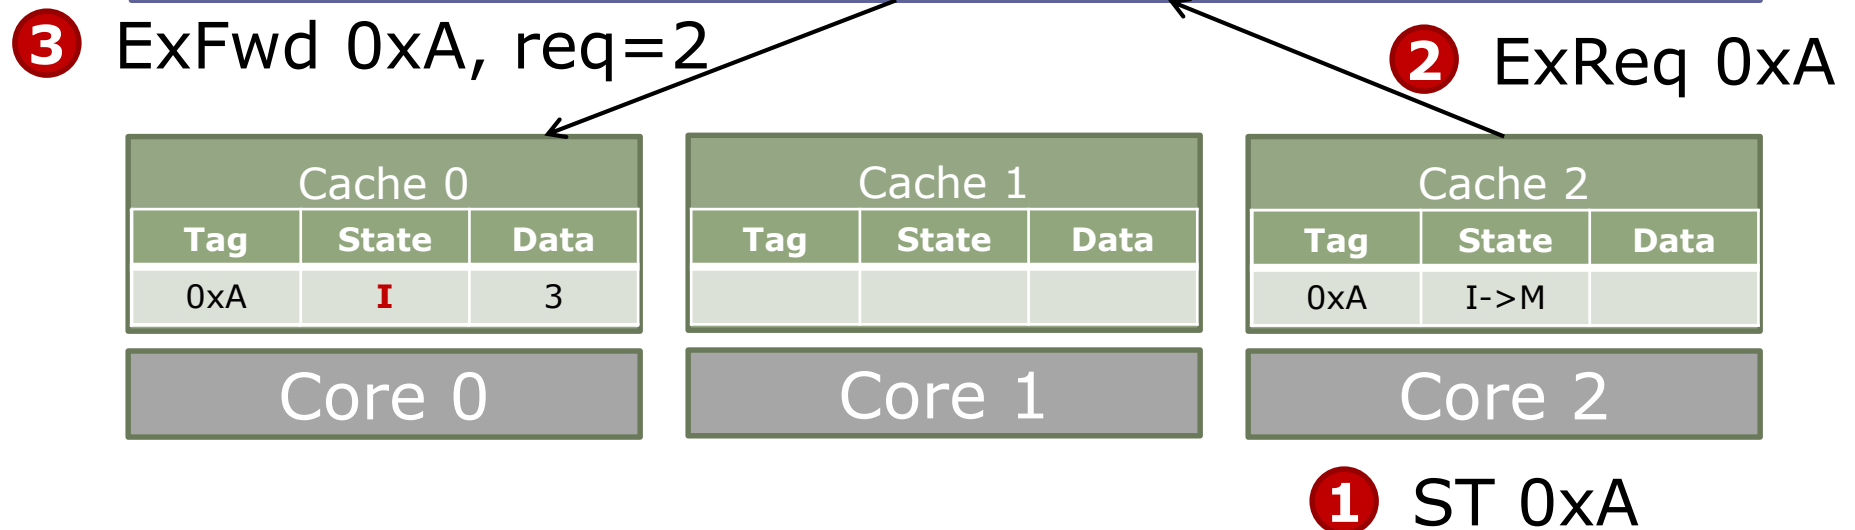 3 ExFwd 0xA, req=2
2 ExReq 0xA
Cache 0
Tag State Data
0xA I 3
Core 0
Cache 1
Tag State Data
Core 1
Cache 2
Tag State Data
0xA I->M
Core 2
1 ST 0xA